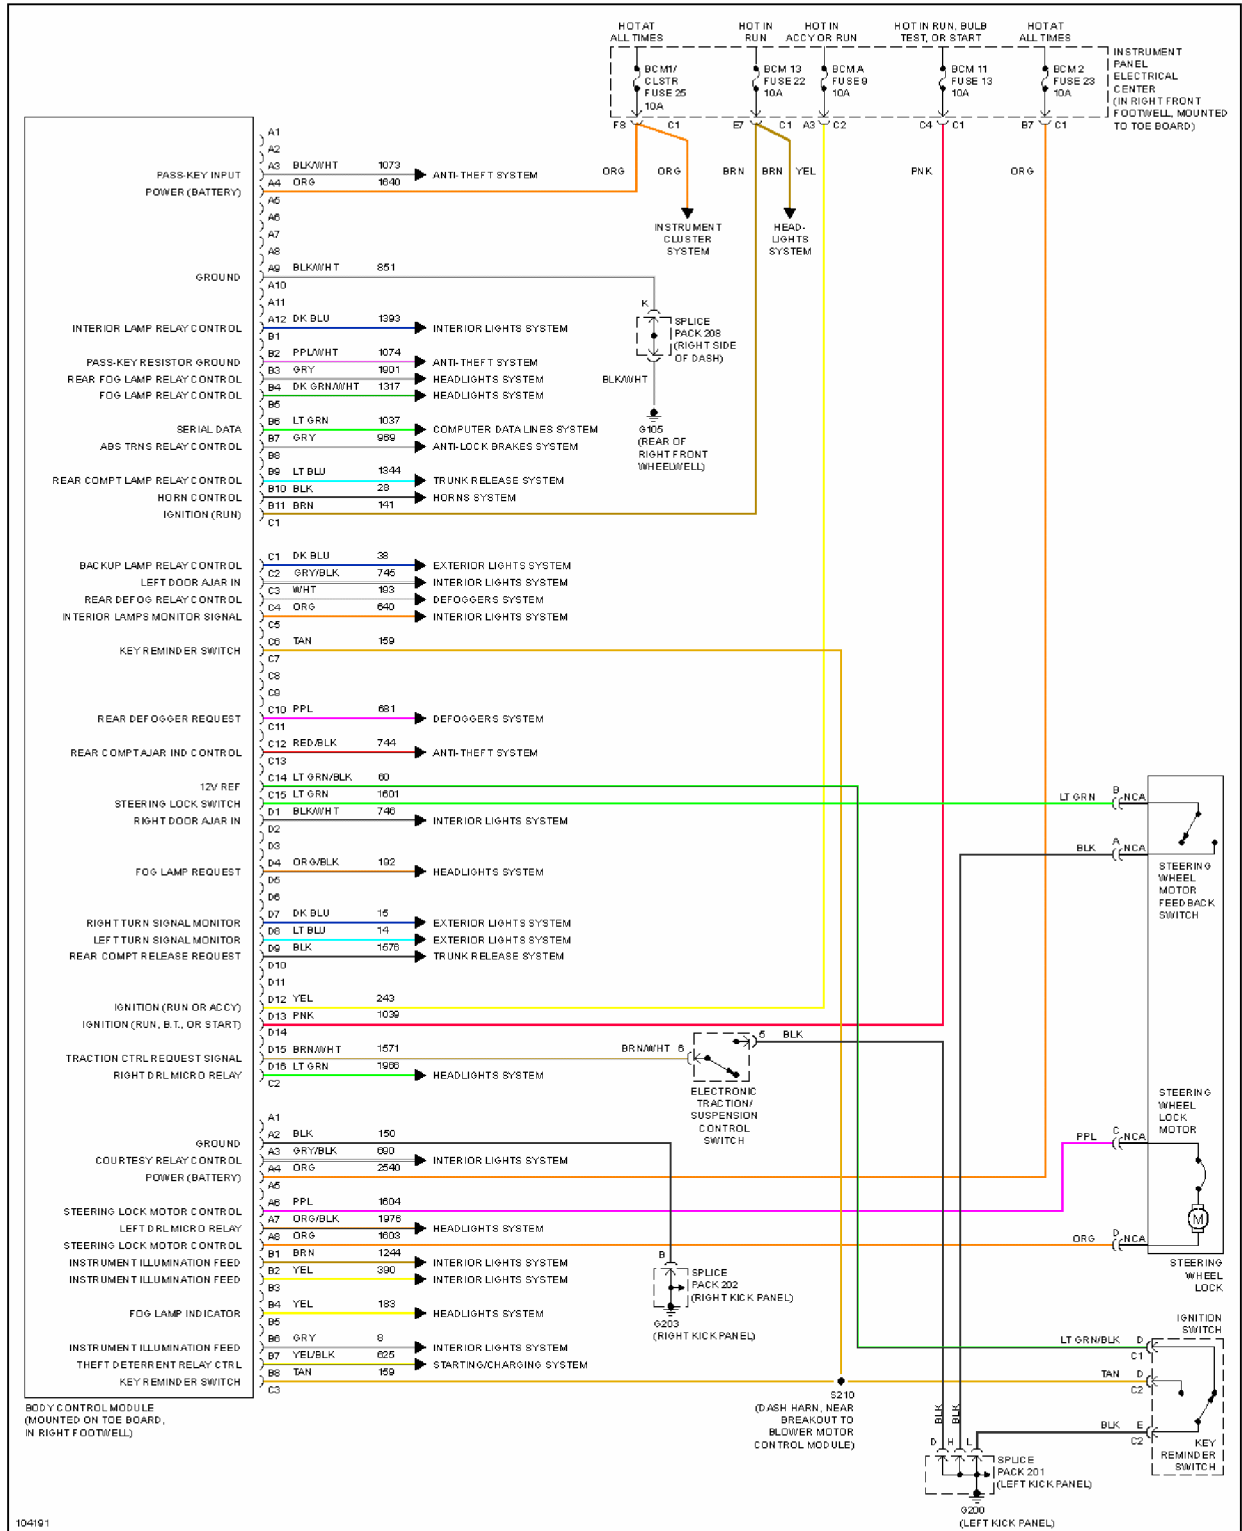 HOT AT
ALL TIMES
HOT IN
RUN
HOT IN
ACCY OR RUN
HOT IN RUN, BULB
TEST, OR START
HOT AT
ALL TIMES
BCM1/
CLSTR
FUSE 25
10A
BCM 13
FUSE 22
10A
BCM A
FUSE 9
10A
BCM 11
FUSE 13
10A
BCM 2
FUSE 23
10A
INSTRUMENT
PANEL
ELECTRICAL
CENTER
(IN RIGHT FRONT
FOOTWELL, MOUNTED
TO TOE BOARD)
F8 C1 E7 C1 A3 C2 C4 C1 B7 C1
ORG ORG BRN BRN YEL PNK ORG
INSTRUMENT
CLUSTER
SYSTEM
HEAD-
LIGHTS
SYSTEM
A1
A2
A3 BLK/WHT 1073
PASS-KEY INPUT ANTI-THEFT SYSTEM
A4 ORG 1640
POWER (BATTERY)
A5
A6
A7
A8
A9 BLK/WHT 851
GROUND
A10
A11
A12 DK BLU 1393
INTERIOR LAMP RELAY CONTROL INTERIOR LIGHTS SYSTEM
B1
B2 PPL/WHT 1074
PASS-KEY RESISTOR GROUND ANTI-THEFT SYSTEM
B3 GRY 1901
REAR FOG LAMP RELAY CONTROL HEADLIGHTS SYSTEM
B4 DK GRN/WHT 1317
FOG LAMP RELAY CONTROL HEADLIGHTS SYSTEM
B5
B6 LT GRN 1037
SERIAL DATA COMPUTER DATA LINES SYSTEM
B7 GRY 969
ABS TRNS RELAY CONTROL ANTI-LOCK BRAKES SYSTEM
B8
B9 LT BLU 1344
REAR COMPT LAMP RELAY CONTROL TRUNK RELEASE SYSTEM
B10 BLK 28
HORN CONTROL HORNS SYSTEM
B11 BRN 141
IGNITION (RUN)
C1
K
SPLICE
PACK 208
(RIGHT SIDE
OF DASH)
BLK/WHT
G105
(REAR OF
RIGHT FRONT
WHEELWELL)
C1 DK BLU 38
BACKUP LAMP RELAY CONTROL EXTERIOR LIGHTS SYSTEM
C2 GRY/BLK 745
LEFT DOOR AJAR IN INTERIOR LIGHTS SYSTEM
C3 WHT 193
REAR DEFOG RELAY CONTROL DEFOGGERS SYSTEM
C4 ORG 640
INTERIOR LAMPS MONITOR SIGNAL INTERIOR LIGHTS SYSTEM
C5
C6 TAN 159
KEY REMINDER SWITCH
C7
C8
C9
C10 PPL 681
REAR DEFOGGER REQUEST DEFOGGERS SYSTEM
C11
C12 RED/BLK 744
REAR COMPT AJAR IND CONTROL ANTI-THEFT SYSTEM
C13
C14 LT GRN/BLK 60
12V REF
C15 LT GRN 1601
STEERING LOCK SWITCH
D1 BLK/WHT 746
RIGHT DOOR AJAR IN INTERIOR LIGHTS SYSTEM
D2
D3
D4 ORG/BLK 192
FOG LAMP REQUEST HEADLIGHTS SYSTEM
D5
D6
D7 DK BLU 15
RIGHT TURN SIGNAL MONITOR EXTERIOR LIGHTS SYSTEM
D8 LT BLU 14
LEFT TURN SIGNAL MONITOR EXTERIOR LIGHTS SYSTEM
D9 BLK 1576
REAR COMPT RELEASE REQUEST TRUNK RELEASE SYSTEM
D10
D11
D12 YEL 243
IGNITION (RUN OR ACCY)
D13 PNK 1039
IGNITION (RUN, B.T., OR START)
D14
D15 BRN/WHT 1571
TRACTION CTRL REQUEST SIGNAL
D16 LT GRN 1986
RIGHT DRL MICRO RELAY HEADLIGHTS SYSTEM
C2
BRN/WHT 6 5 BLK
ELECTRONIC
TRACTION/
SUSPENSION
CONTROL
SWITCH
LT GRN B NCA
BLK A NCA
STEERING
WHEEL
MOTOR
FEEDBACK
SWITCH
STEERING
WHEEL
LOCK
MOTOR
PPL C NCA
M
ORG D NCA
STEERING
WHEEL
LOCK
A1
A2 BLK 150
GROUND
A3 GRY/BLK 690
COURTESY RELAY CONTROL INTERIOR LIGHTS SYSTEM
A4 ORG 2540
POWER (BATTERY)
A5
A6 PPL 1604
STEERING LOCK MOTOR CONTROL
A7 ORG/BLK 1976
LEFT DRL MICRO RELAY HEADLIGHTS SYSTEM
A8 ORG 1603
STEERING LOCK MOTOR CONTROL
B1 BRN 1244
INSTRUMENT ILLUMINATION FEED INTERIOR LIGHTS SYSTEM
B2 YEL 390
INSTRUMENT ILLUMINATION FEED INTERIOR LIGHTS SYSTEM
B3
B4 YEL 183
FOG LAMP INDICATOR HEADLIGHTS SYSTEM
B5
B6 GRY 8
INSTRUMENT ILLUMINATION FEED INTERIOR LIGHTS SYSTEM
B7 YEL/BLK 625
THEFT DETERRENT RELAY CTRL STARTING/CHARGING SYSTEM
B8 TAN 159
KEY REMINDER SWITCH
C3
B
SPLICE
PACK 202
(RIGHT KICK PANEL)
G203
(RIGHT KICK PANEL)
BODY CONTROL MODULE
(MOUNTED ON TOE BOARD,
IN RIGHT FOOTWELL)
S210
(DASH HARN, NEAR
BREAKOUT TO
BLOWER MOTOR
CONTROL MODULE)
IGNITION
SWITCH
LT GRN/BLK D
C1
TAN D
C2
BLK E
C2
KEY
REMINDER
SWITCH
BLK
BLK
D H L
SPLICE
PACK 201
(LEFT KICK PANEL)
G200
(LEFT KICK PANEL)
104191